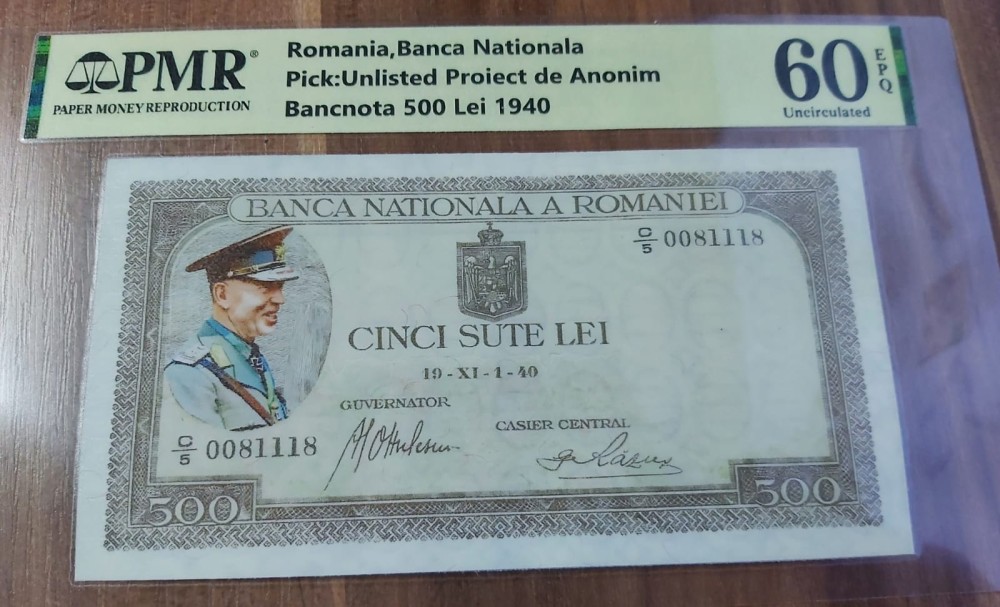 PMR®
PAPER MONEY REPRODUCTION
Romania,Banca Nationala
Pick:Unlisted Proiect de Anonim
Bancnota 500 Lei 1940
60
EPQ
Uncirculated
BANCA NATIONALA A ROMANIEI
C/5 0081118
CINCI SUTE LEI
19-XI-1-40
GUVERNATOR
CASIER CENTRAL
C/5 0081118
500
500